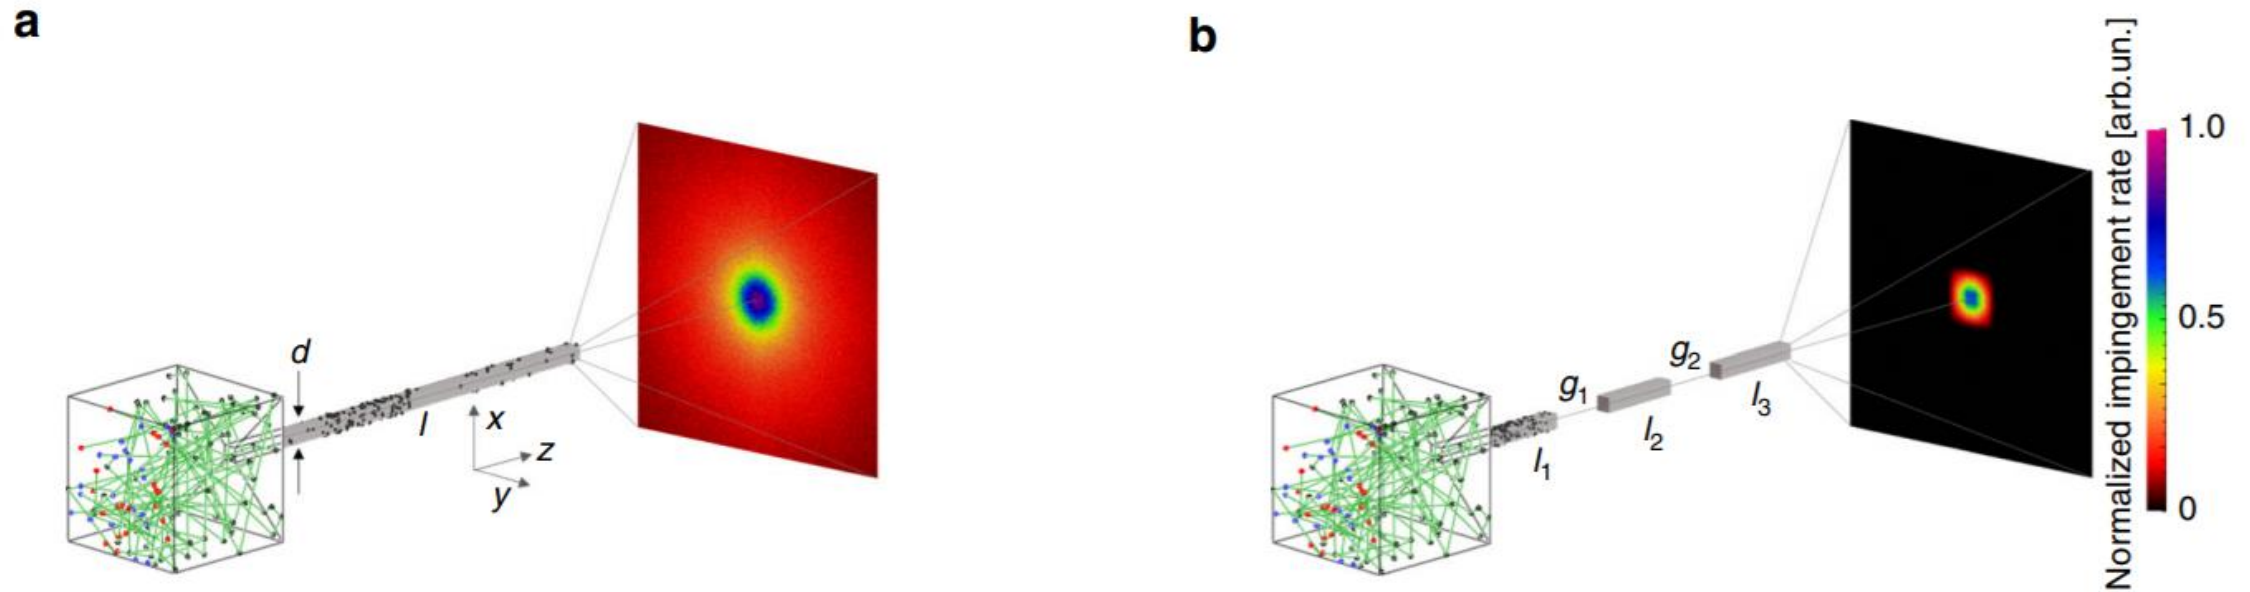 a
d
l
x
z
y
b
g1
g2
l1
l2
l3
Normalized impingement rate [arb.un.]
1.0
0.5
0